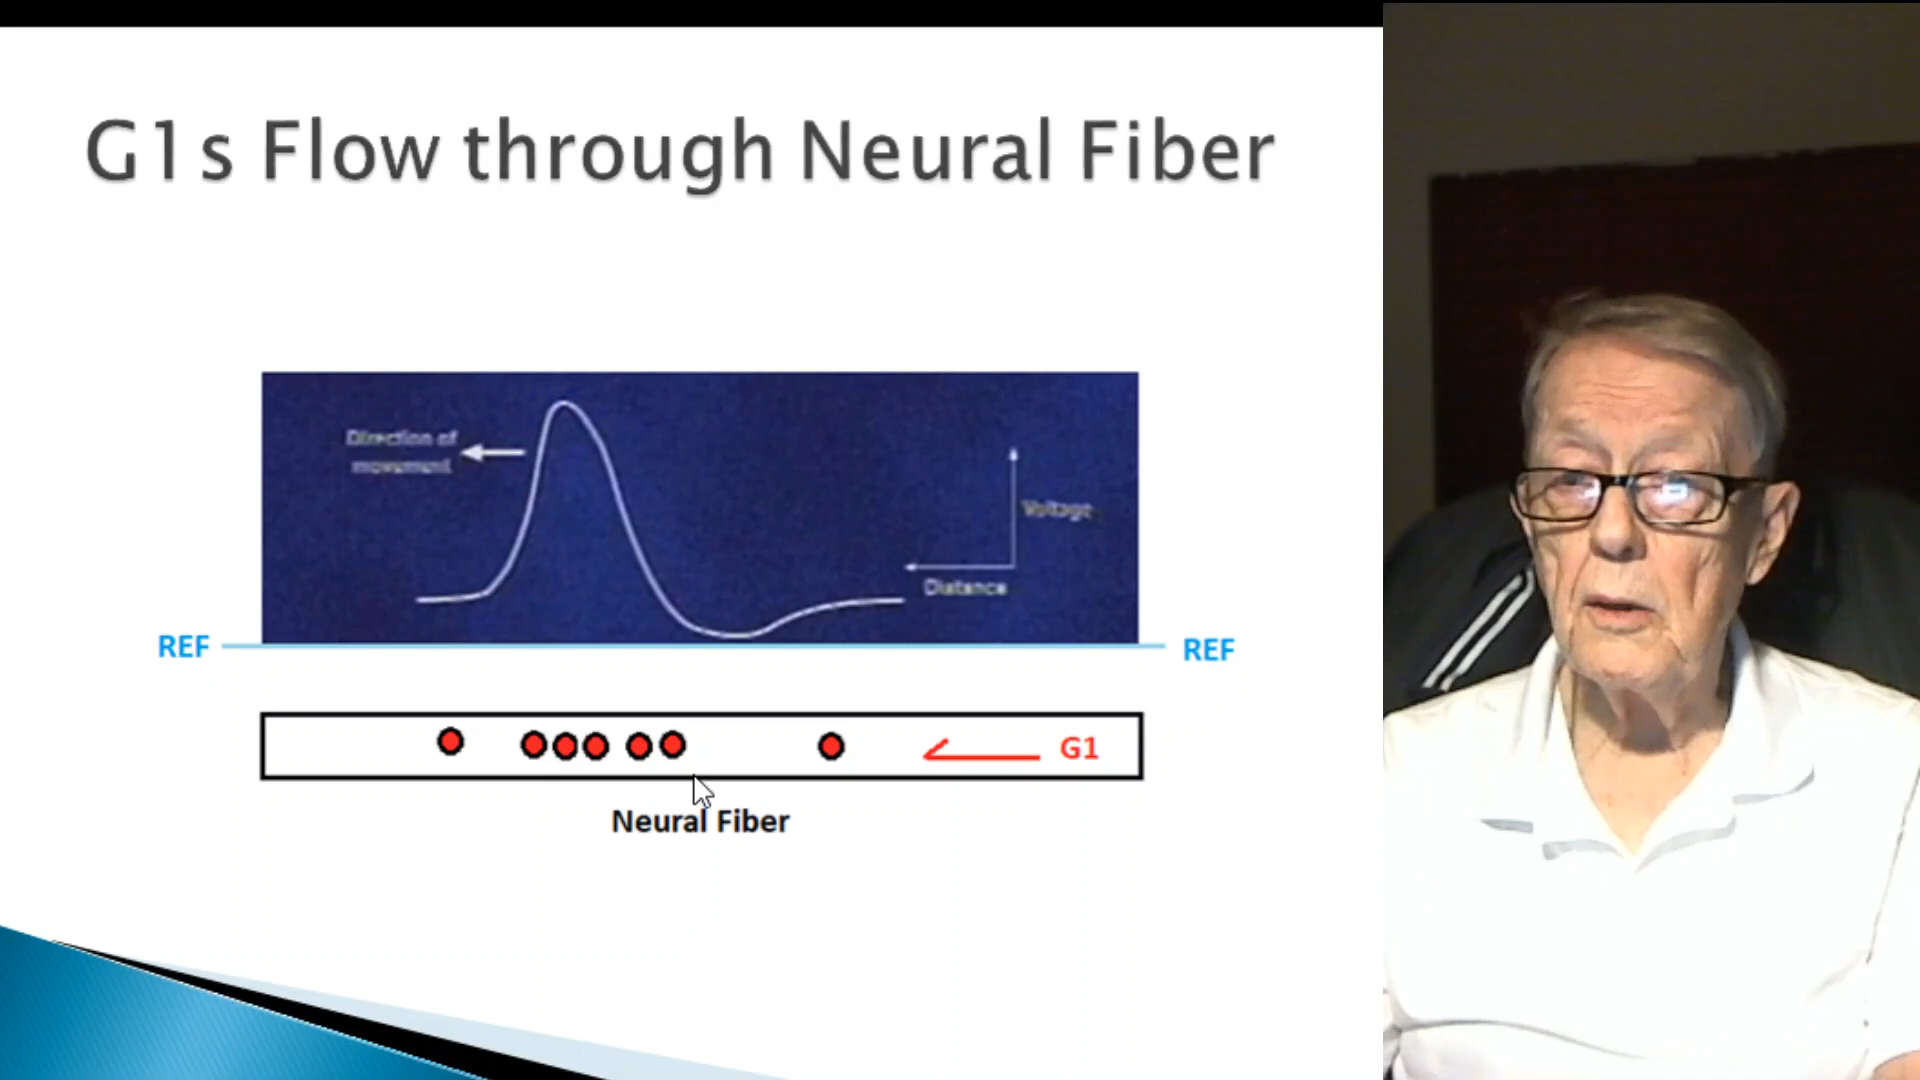 G1s Flow through Neural Fiber
Direction of
movement
Voltage
Distance
REF
REF
G1
Neural Fiber